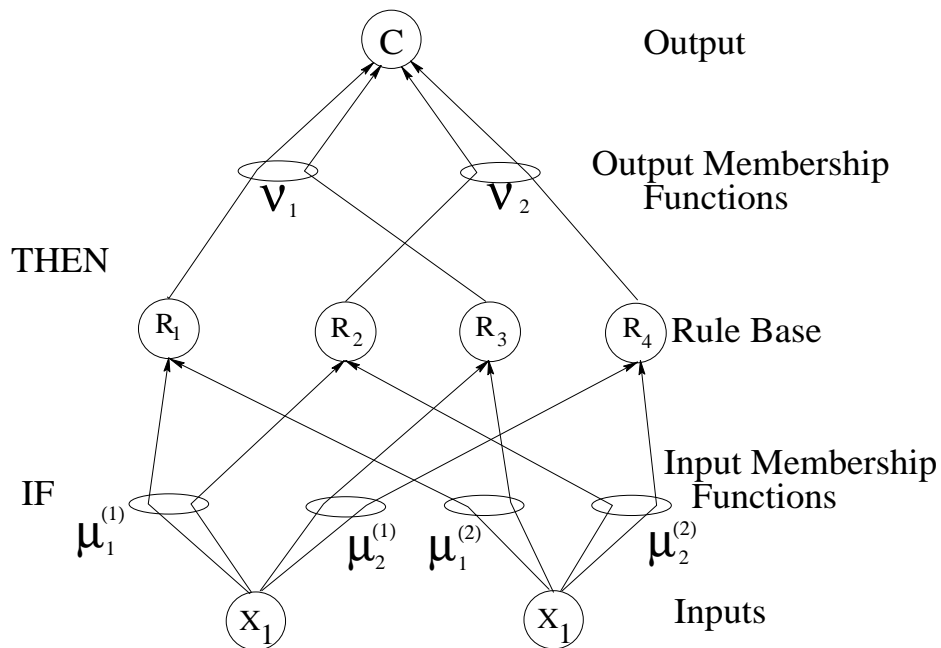 C
Output
Output Membership
Functions
ν₁
ν₂
THEN
R₁
R₂
R₃
R₄
Rule Base
Input Membership
Functions
IF
μ₁⁽¹⁾
μ₂⁽¹⁾
μ₁⁽²⁾
μ₂⁽²⁾
X₁
X₁
Inputs